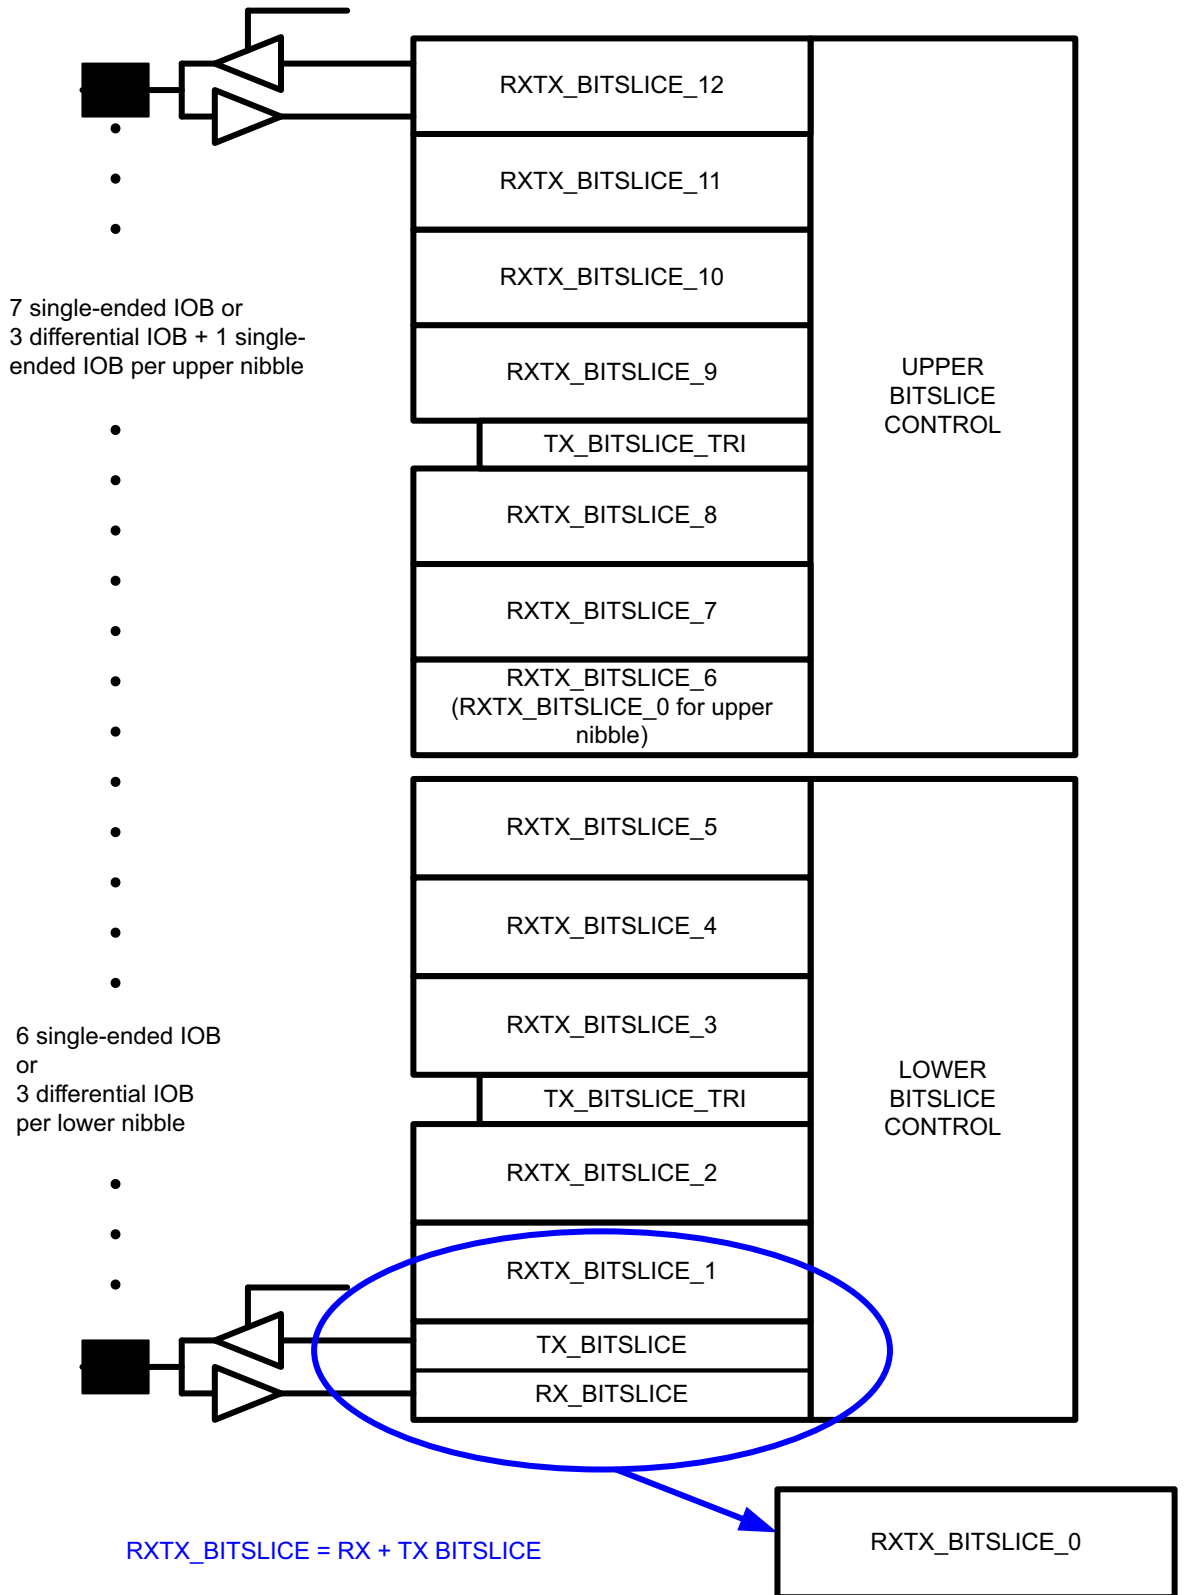 RXTX_BITSLICE_12
RXTX_BITSLICE_11
RXTX_BITSLICE_10
7 single-ended IOB or
3 differential IOB + 1 single-
ended IOB per upper nibble
RXTX_BITSLICE_9
UPPER
BITSLICE
CONTROL
TX_BITSLICE_TRI
RXTX_BITSLICE_8
RXTX_BITSLICE_7
RXTX_BITSLICE_6
(RXTX_BITSLICE_0 for upper
nibble)
RXTX_BITSLICE_5
RXTX_BITSLICE_4
RXTX_BITSLICE_3
6 single-ended IOB
or
3 differential IOB
per lower nibble
LOWER
BITSLICE
CONTROL
TX_BITSLICE_TRI
RXTX_BITSLICE_2
RXTX_BITSLICE_1
TX_BITSLICE
RX_BITSLICE
RXTX_BITSLICE = RX + TX BITSLICE
RXTX_BITSLICE_0